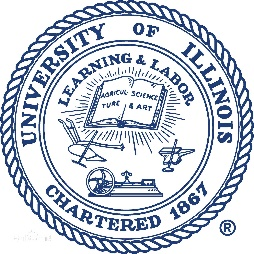 UNIVERSITY OF ILLINOIS
LEARNING & LABOR
AGRICUL SCIENCE
TURE & ART
CHARTERED 1867
®